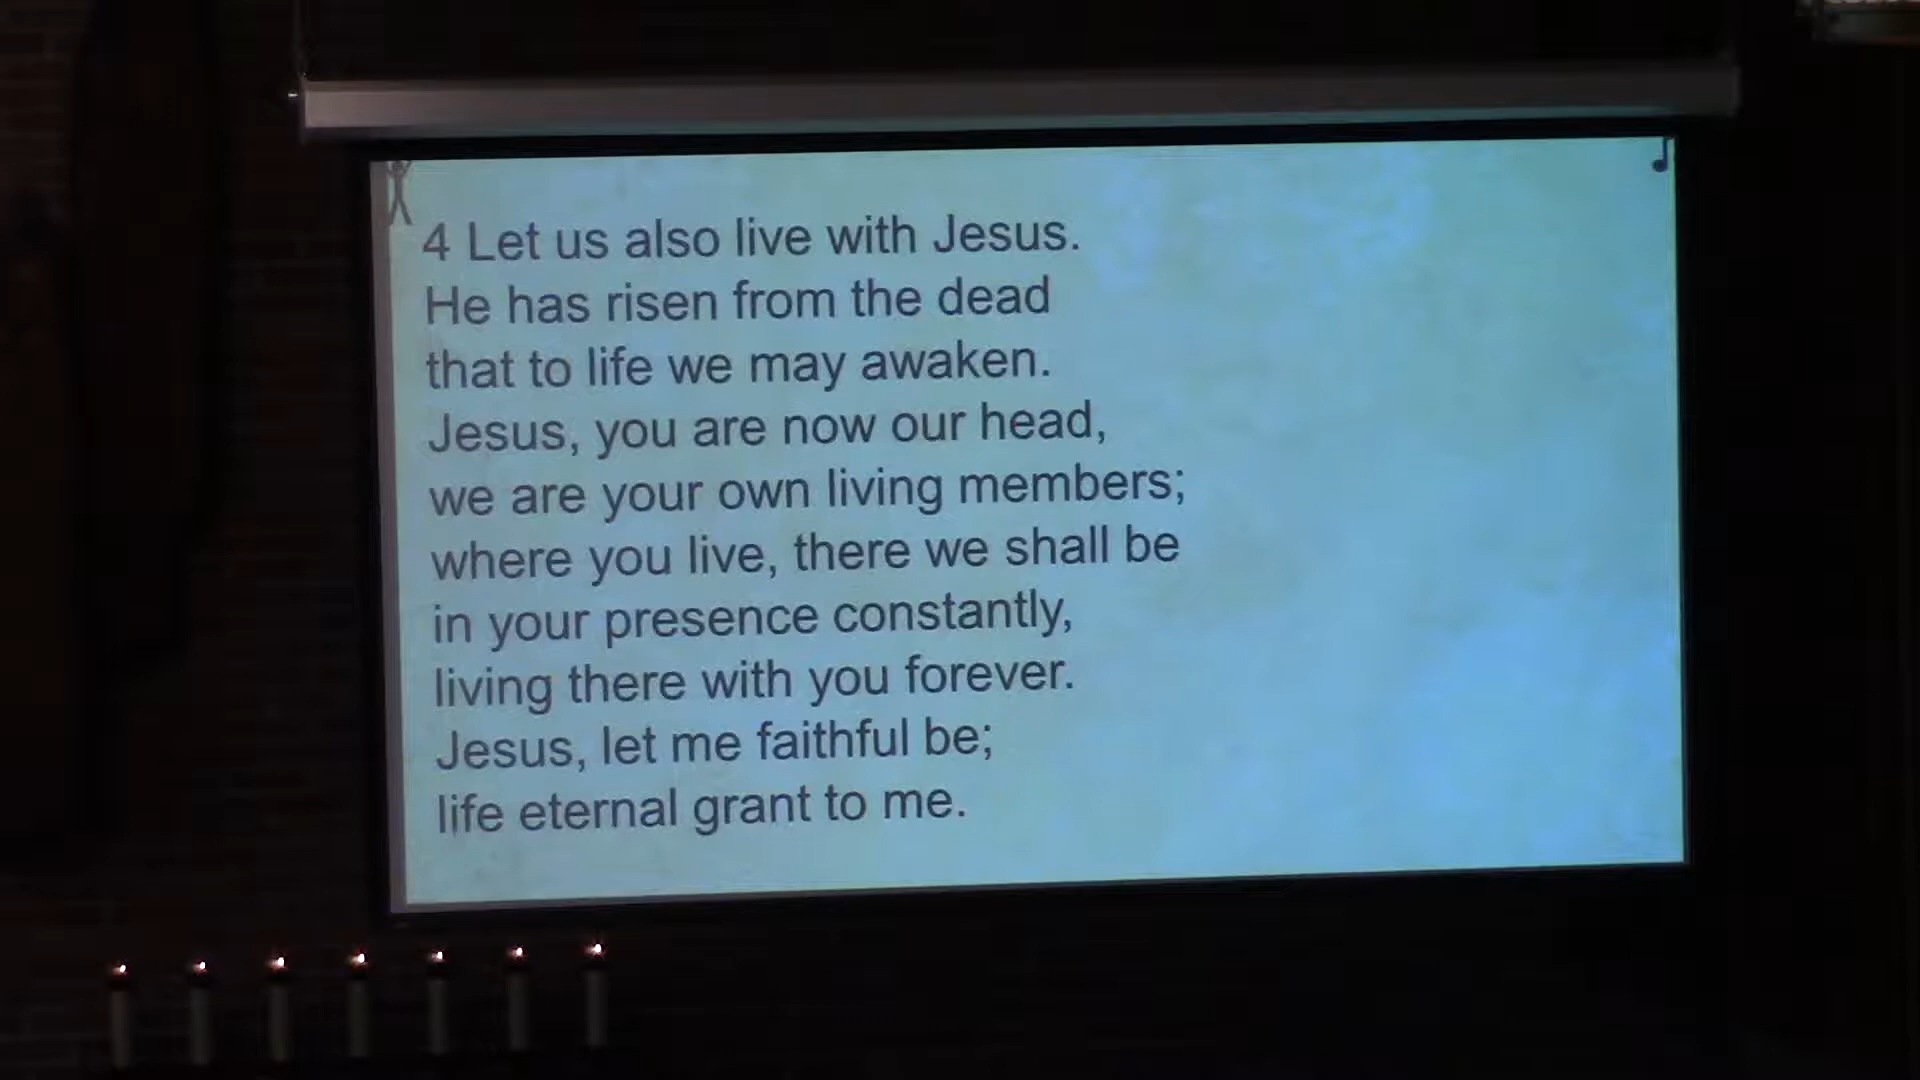 4 Let us also live with Jesus.
He has risen from the dead
that to life we may awaken.
Jesus, you are now our head,
we are your own living members;
where you live, there we shall be
in your presence constantly,
living there with you forever.
Jesus, let me faithful be;
life eternal grant to me.